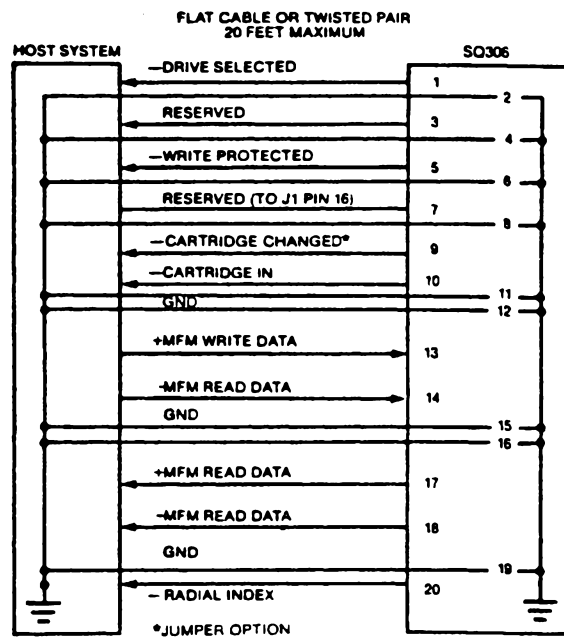 FLAT CABLE OR TWISTED PAIR
20 FEET MAXIMUM
HOST SYSTEM
SQ306
−DRIVE SELECTED
1
2
RESERVED
3
4
−WRITE PROTECTED
5
6
RESERVED (TO J1 PIN 16)
7
8
−CARTRIDGE CHANGED*
9
−CARTRIDGE IN
10
11
GND
12
+MFM WRITE DATA
13
-MFM READ DATA
14
GND
15
16
+MFM READ DATA
17
−MFM READ DATA
18
GND
19
20
− RADIAL INDEX
*JUMPER OPTION